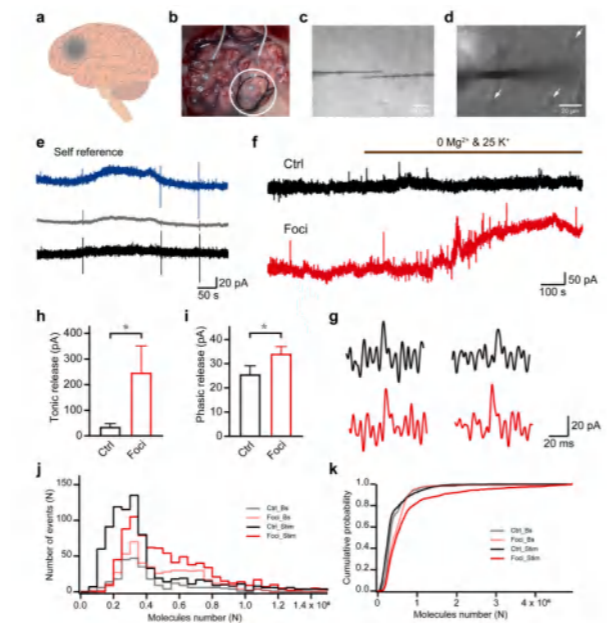 a
b
c
d
e
Self reference
20 pA
50 s
f
0 Mg²⁺ & 25 K⁺
Ctrl
Foci
50 pA
100 s
h
Tonic release (pA)
400
300
200
100
0
*
Ctrl
Foci
i
Phasic release (pA)
40
30
20
10
0
*
Ctrl
Foci
g
20 pA
20 ms
j
Number of events (N)
150
100
50
0
Ctrl_Bs
Foci_Bs
Ctrl_Stim
Foci_Stim
0.0 0.2 0.4 0.6 0.8 1.0 1.2 1.4 x 10⁶
Molecules number (N)
k
Cumulative probability
1.0
0.8
0.6
0.4
0.2
0.0
Ctrl_Bs
Foci_Bs
Ctrl_Stim
Foci_Stim
0 2 4 x 10⁶
Molecules number (N)